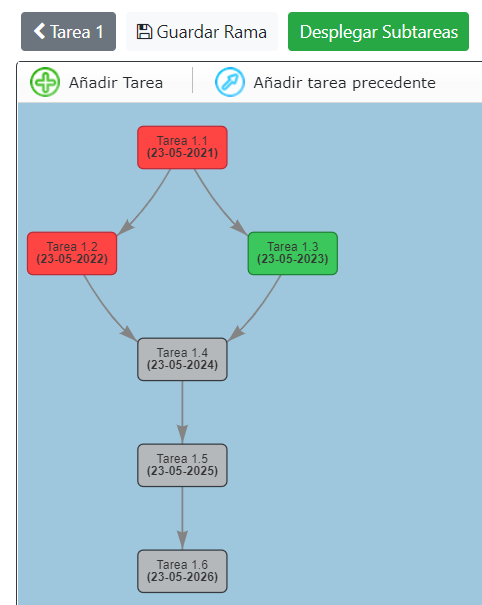 Tarea 1
Guardar Rama
Desplegar Subtareas
Añadir Tarea
Añadir tarea precedente
Tarea 1.1
(23-05-2021)
Tarea 1.2
(23-05-2022)
Tarea 1.3
(23-05-2023)
Tarea 1.4
(23-05-2024)
Tarea 1.5
(23-05-2025)
Tarea 1.6
(23-05-2026)